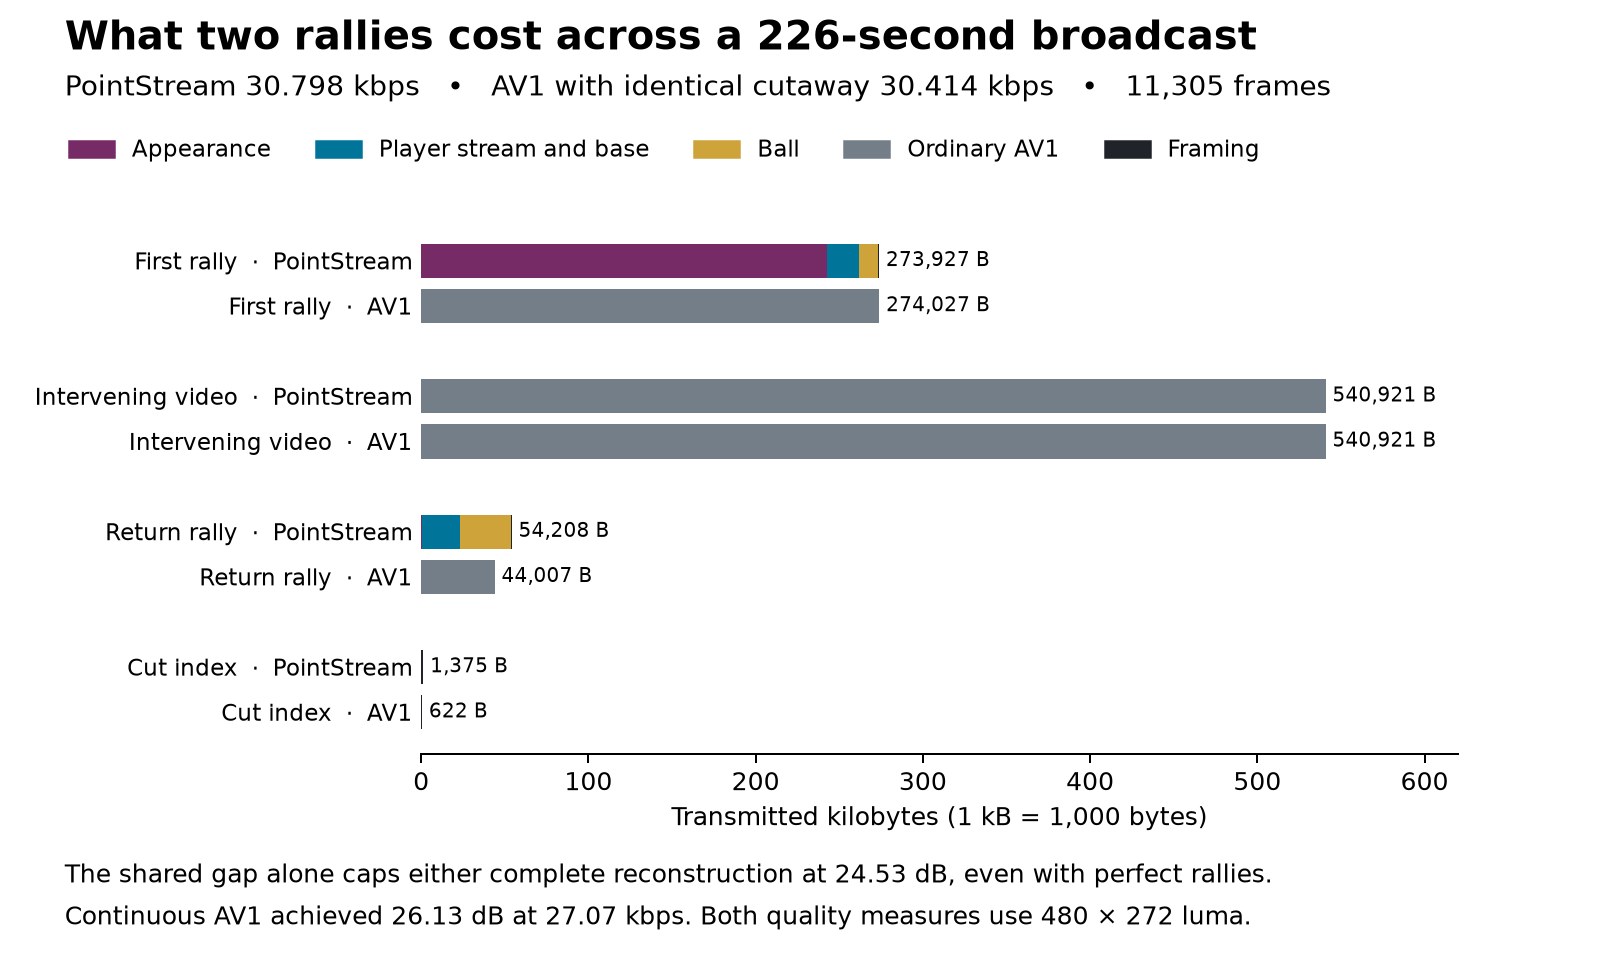 What two rallies cost across a 226-second broadcast
PointStream 30.798 kbps • AV1 with identical cutaway 30.414 kbps • 11,305 frames
Appearance Player stream and base Ball Ordinary AV1 Framing
First rally · PointStream 273,927 B
First rally · AV1 274,027 B
Intervening video · PointStream 540,921 B
Intervening video · AV1 540,921 B
Return rally · PointStream 54,208 B
Return rally · AV1 44,007 B
Cut index · PointStream 1,375 B
Cut index · AV1 622 B
0 100 200 300 400 500 600
Transmitted kilobytes (1 kB = 1,000 bytes)
The shared gap alone caps either complete reconstruction at 24.53 dB, even with perfect rallies.
Continuous AV1 achieved 26.13 dB at 27.07 kbps. Both quality measures use 480 × 272 luma.